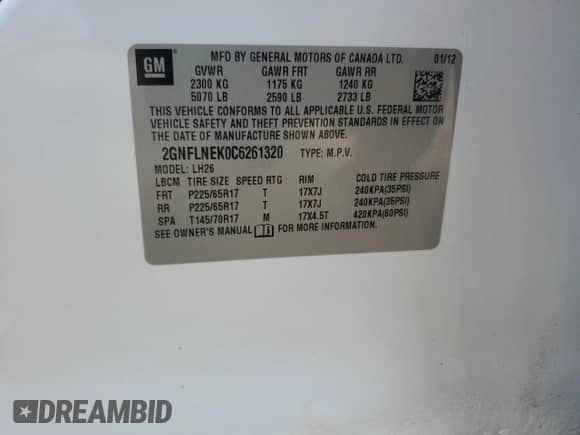 GM
MFD BY GENERAL MOTORS OF CANADA LTD. 01/12
GVWR GAWR FRT GAWR RR
2300 KG 1175 KG 1240 KG
5070 LB 2590 LB 2733 LB
THIS VEHICLE CONFORMS TO ALL APPLICABLE U.S. FEDERAL MOTOR
VEHICLE SAFETY AND THEFT PREVENTION STANDARDS IN EFFECT ON
THE DATE OF MANUFACTURE SHOWN ABOVE.
2GNFLNEK0C6261320 TYPE: M.P.V.
MODEL: LH26
LBCM TIRE SIZE SPEED RTG RIM COLD TIRE PRESSURE
FRT P225/65R17 T 17X7J 240KPA(35PSI)
RR P225/65R17 T 17X7J 240KPA(35PSI)
SPA T145/70R17 M 17X4.5T 420KPA(60PSI)
SEE OWNER'S MANUAL FOR MORE INFORMATION.
DREAMBID